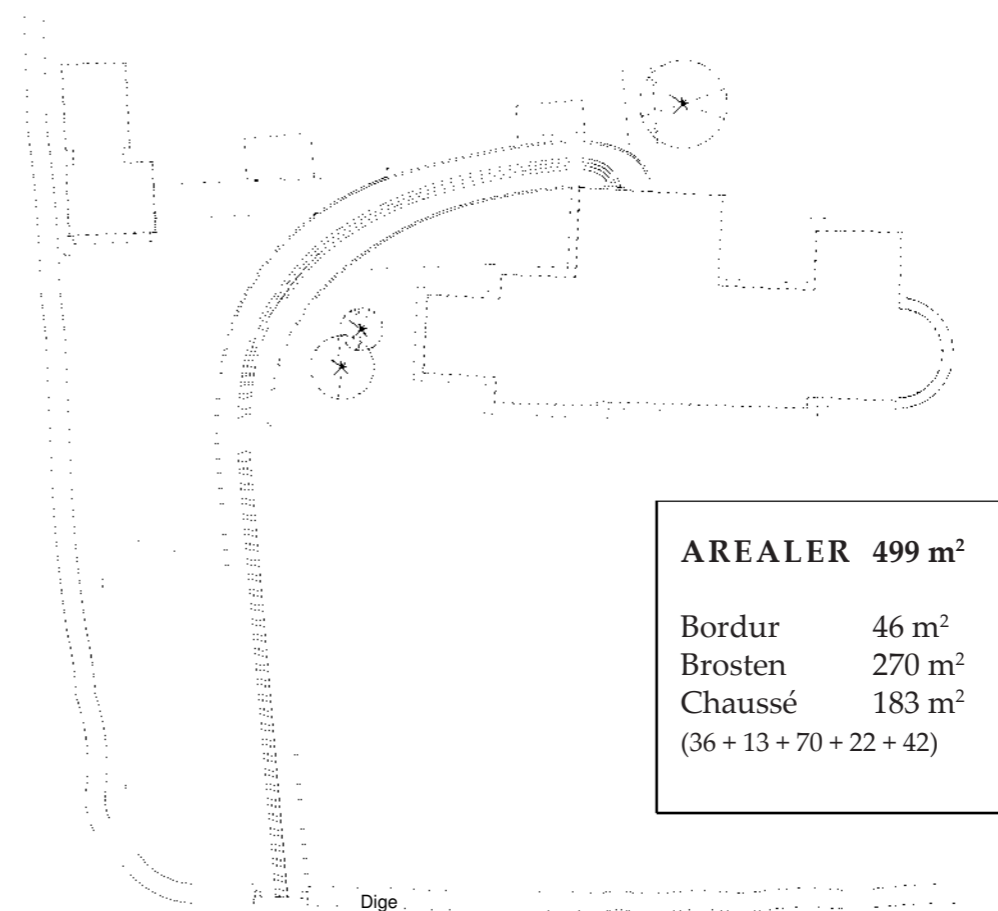 AREALER 499 m²
Bordur 46 m²
Brosten 270 m²
Chaussé 183 m²
(36 + 13 + 70 + 22 + 42)
Dige